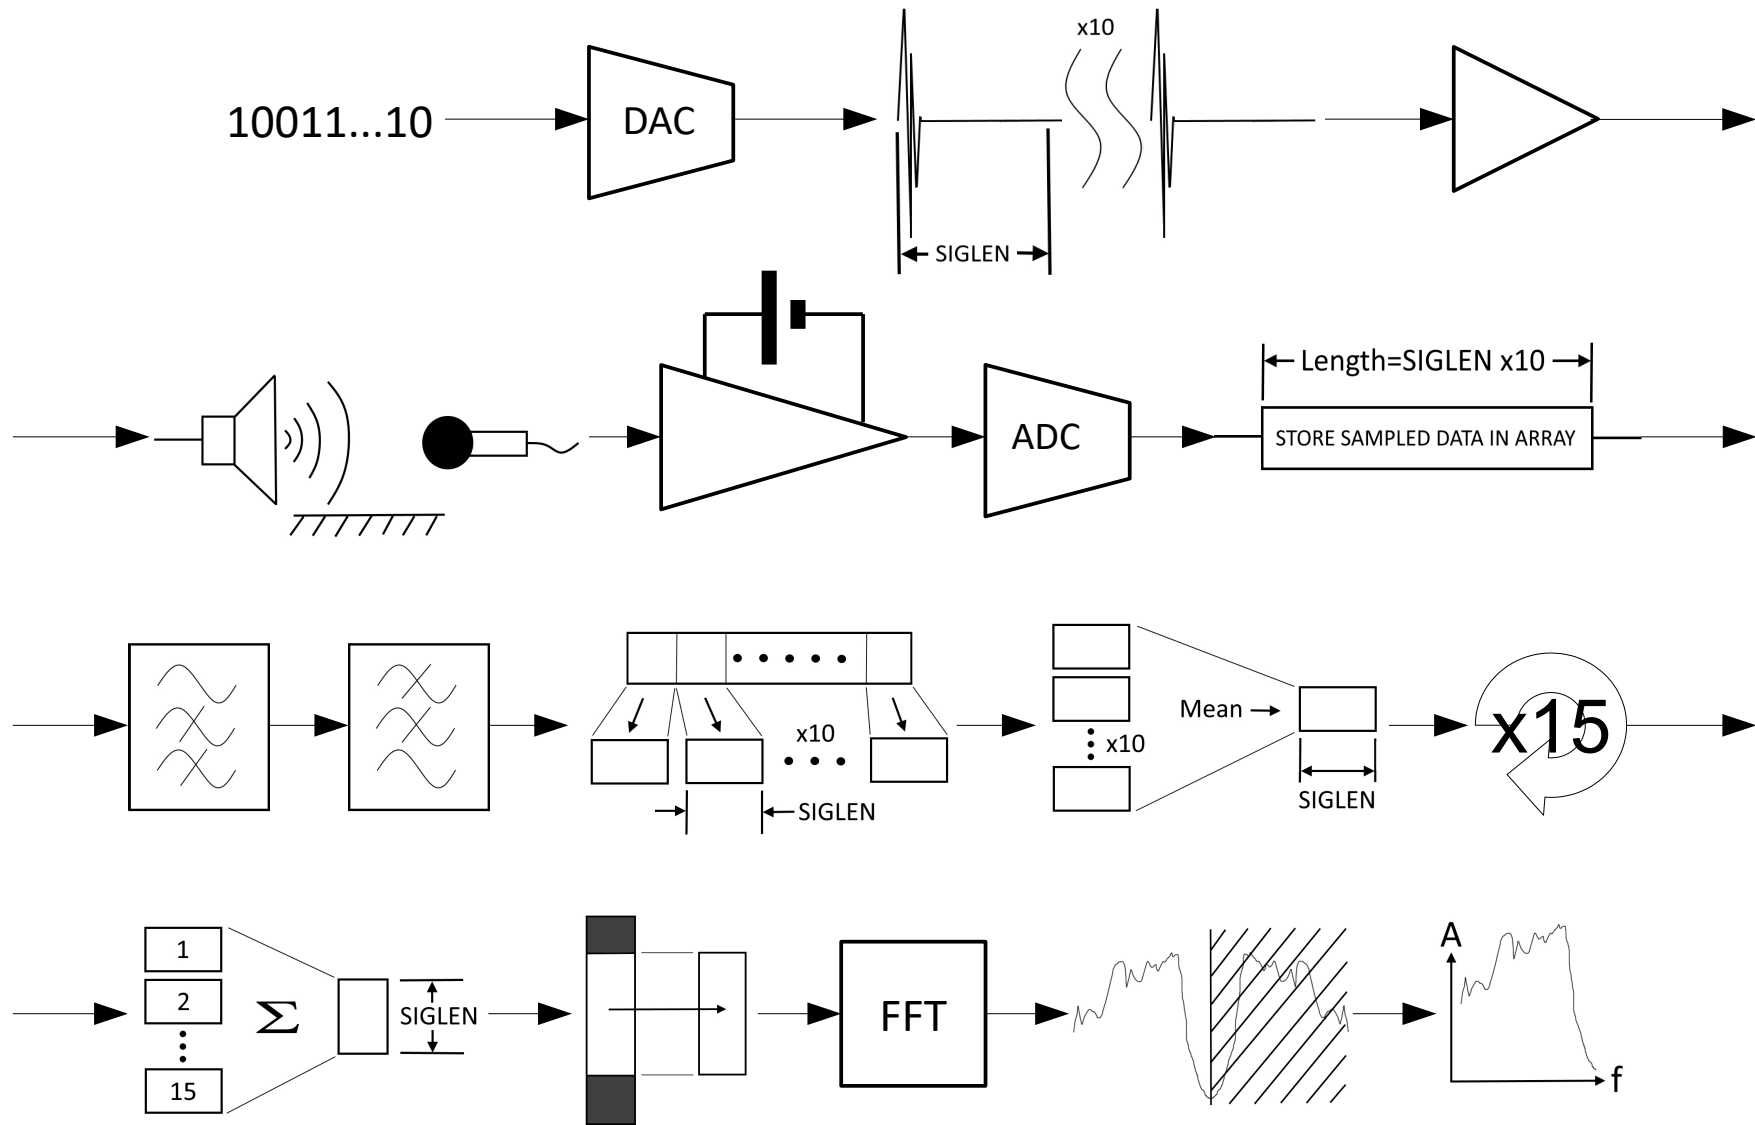 x10
10011...10
DAC
SIGLEN
Length=SIGLEN x10
ADC
STORE SAMPLED DATA IN ARRAY
x10
SIGLEN
Mean
x10
SIGLEN
x15
1
2
15
Σ
SIGLEN
FFT
A
f